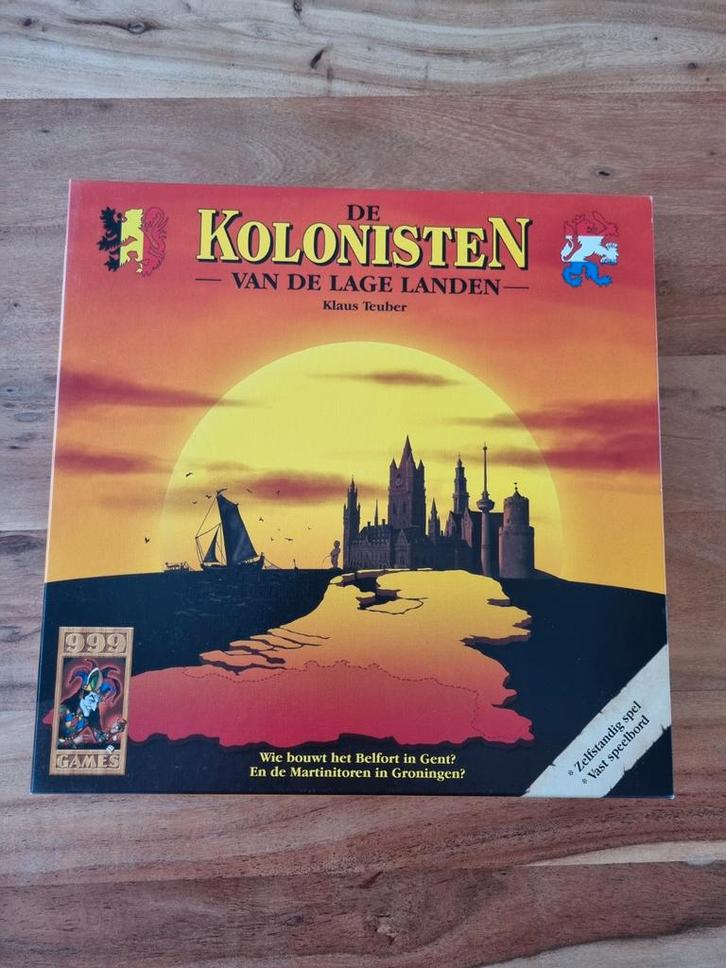 DE
KOLONISTEN
— VAN DE LAGE LANDEN —
Klaus Teuber
999
GAMES
Wie bouwt het Belfort in Gent?
En de Martinitoren in Groningen?
* Zelfstandig spel
* Vast speelbord